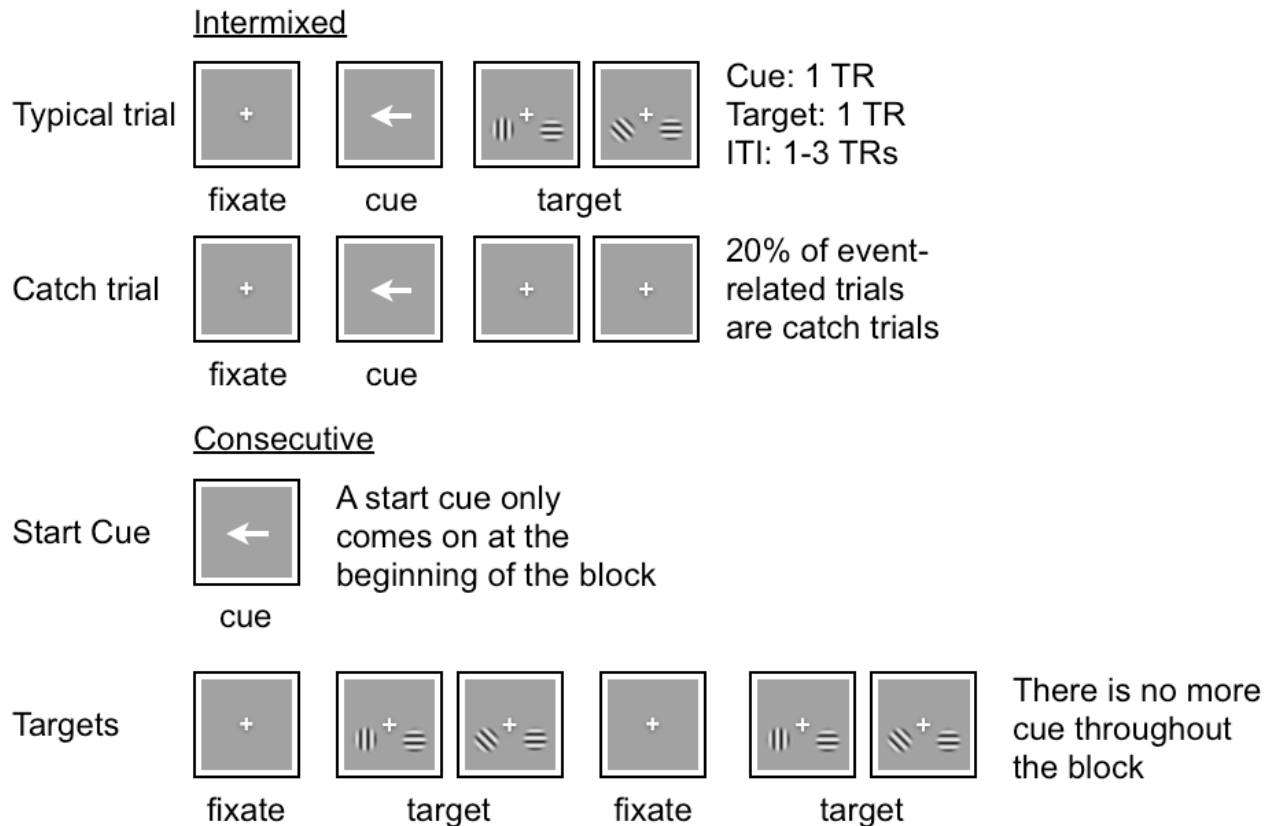 Intermixed
Typical trial
fixate
cue
target
Cue: 1 TR
Target: 1 TR
ITI: 1-3 TRs
Catch trial
fixate
cue
20% of event-
related trials
are catch trials
Consecutive
Start Cue
cue
A start cue only
comes on at the
beginning of the block
Targets
fixate
target
fixate
target
There is no more
cue throughout
the block